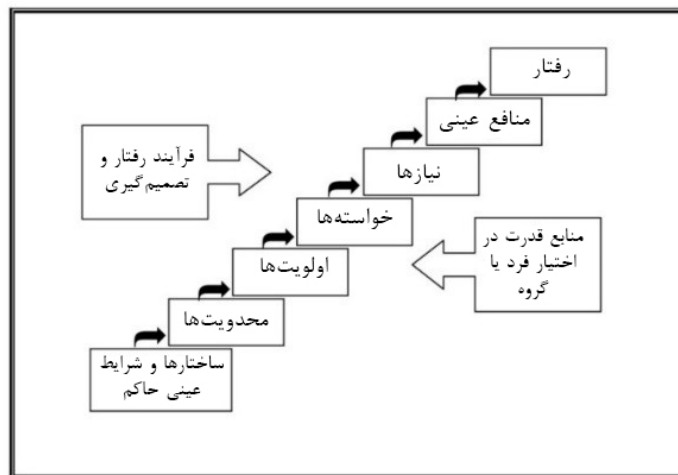 رفتار
منافع عینی
فرآیند رفتار و
تصمیم‌گیری
نیازها
خواسته‌ها
منابع قدرت در
اختیار فرد یا
گروه
اولویت‌ها
محدویت‌ها
ساختارها و شرایط
عینی حاکم